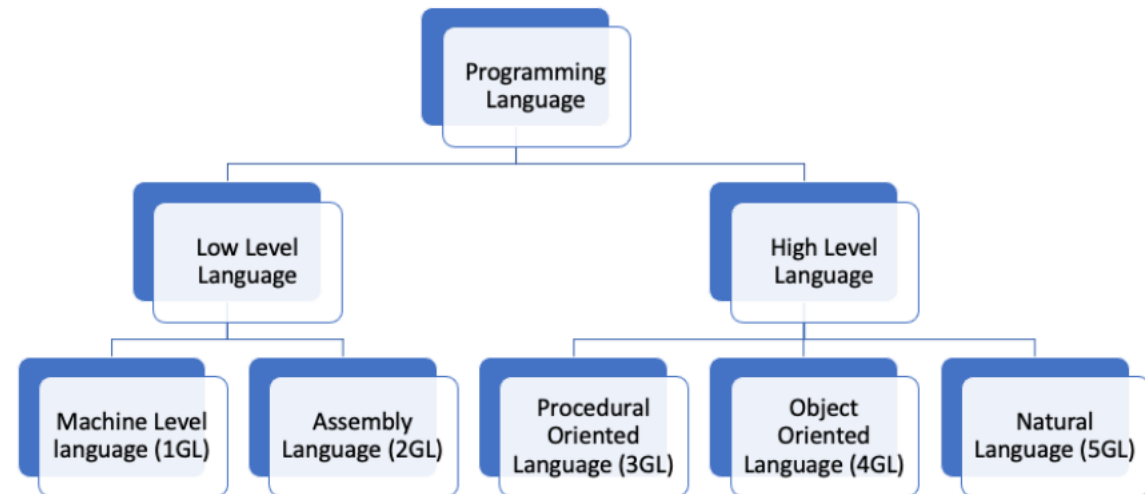 Programming
Language
Low Level
Language
High Level
Language
Machine Level
language (1GL)
Assembly
Language (2GL)
Procedural
Oriented
Language (3GL)
Object
Oriented
Language (4GL)
Natural
Language (5GL)